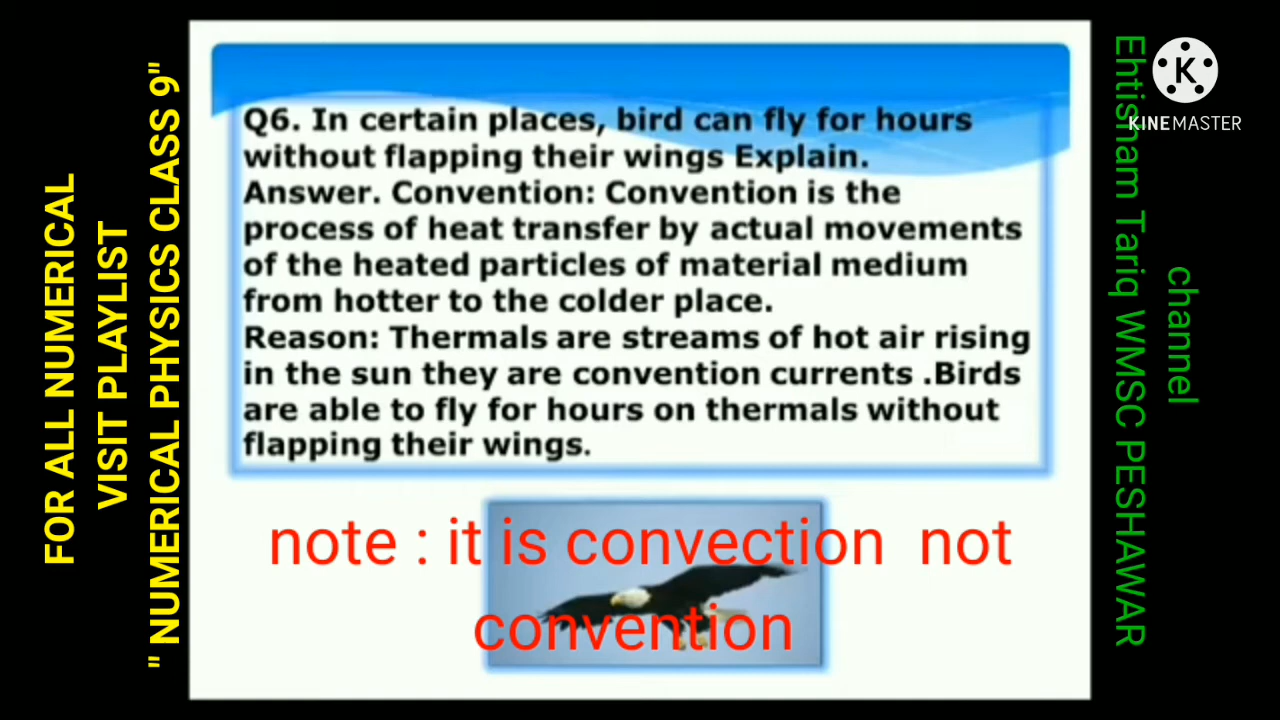 FOR ALL NUMERICAL
VISIT PLAYLIST
" NUMERICAL PHYSICS CLASS 9"
Q6. In certain places, bird can fly for hours
without flapping their wings Explain.
Answer. Convention: Convention is the
process of heat transfer by actual movements
of the heated particles of material medium
from hotter to the colder place.
Reason: Thermals are streams of hot air rising
in the sun they are convention currents .Birds
are able to fly for hours on thermals without
flapping their wings.
note : it is convection not
convention
K
KINEMASTER
channel
Ehtisham Tariq WMSC PESHAWAR